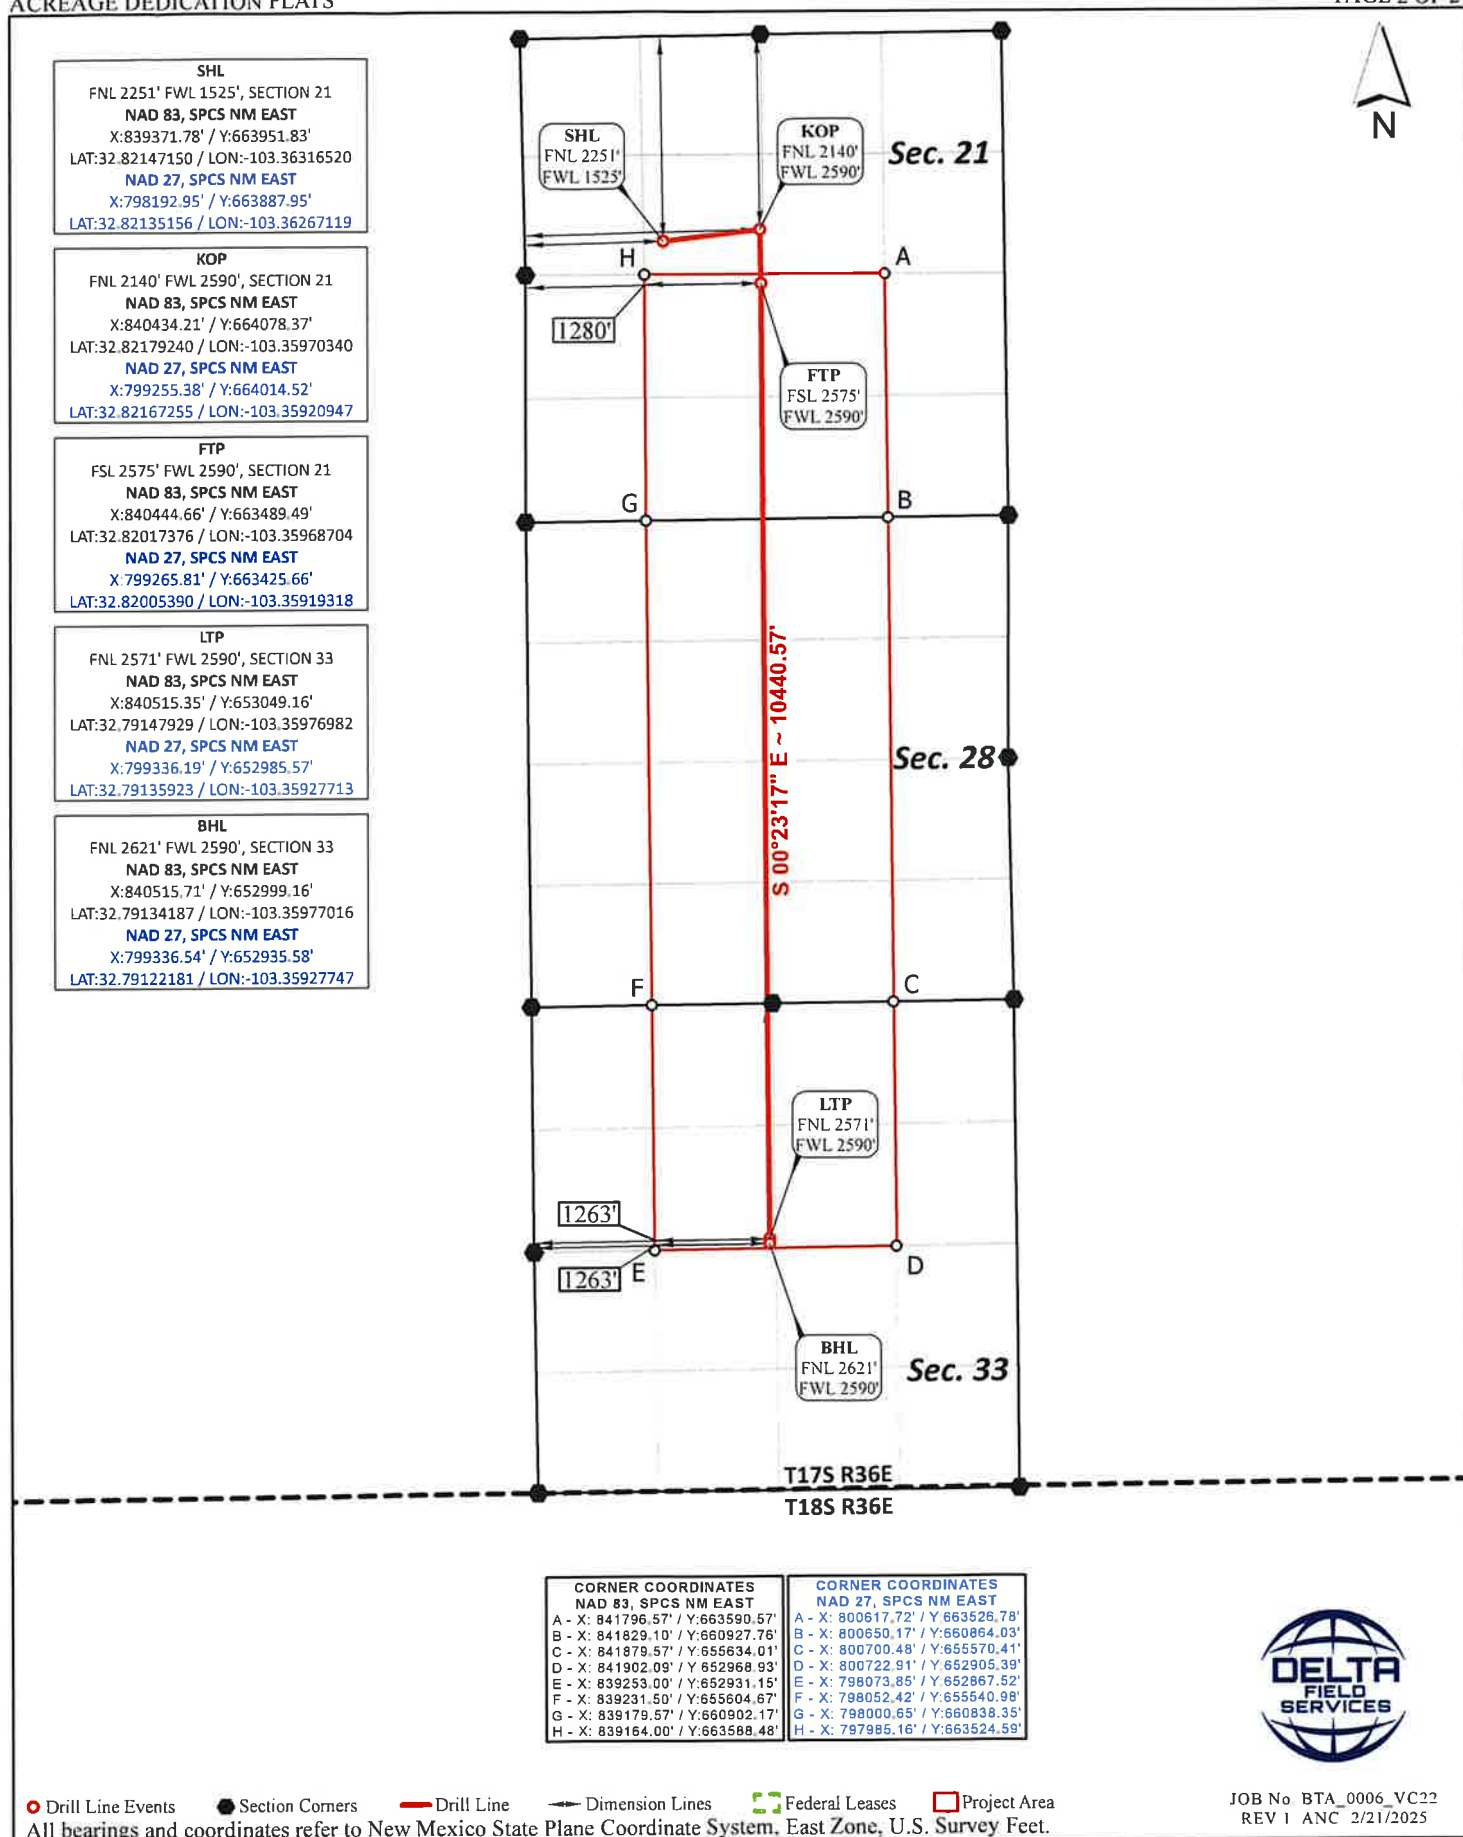 ACREAGE DEDICATION PLATS
PAGE 2 OF 2
SHL
FNL 2251' FWL 1525', SECTION 21
NAD 83, SPCS NM EAST
X:839371.78' / Y:663951.83'
LAT:32.82147150 / LON:-103.36316520
NAD 27, SPCS NM EAST
X:798192.95' / Y:663887.95'
LAT:32.82135156 / LON:-103.36267119
KOP
FNL 2140' FWL 2590', SECTION 21
NAD 83, SPCS NM EAST
X:840434.21' / Y:664078.37'
LAT:32.82179240 / LON:-103.35970340
NAD 27, SPCS NM EAST
X:799255.38' / Y:664014.52'
LAT:32.82167255 / LON:-103.35920947
FTP
FSL 2575' FWL 2590', SECTION 21
NAD 83, SPCS NM EAST
X:840444.66' / Y:663489.49'
LAT:32.82017376 / LON:-103.35968704
NAD 27, SPCS NM EAST
X:799265.81' / Y:663425.66'
LAT:32.82005390 / LON:-103.35919318
LTP
FNL 2571' FWL 2590', SECTION 33
NAD 83, SPCS NM EAST
X:840515.35' / Y:653049.16'
LAT:32.79147929 / LON:-103.35976982
NAD 27, SPCS NM EAST
X:799336.19' / Y:652985.57'
LAT:32.79135923 / LON:-103.35927713
BHL
FNL 2621' FWL 2590', SECTION 33
NAD 83, SPCS NM EAST
X:840515.71' / Y:652999.16'
LAT:32.79134187 / LON:-103.35977016
NAD 27, SPCS NM EAST
X:799336.54' / Y:652935.58'
LAT:32.79122181 / LON:-103.35927747
SHL
FNL 2251'
FWL 1525'
KOP
FNL 2140'
FWL 2590'
Sec. 21
N
H
A
1280'
FTP
FSL 2575'
FWL 2590'
G
B
S 00°23'17" E ~ 10440.57'
Sec. 28
F
C
LTP
FNL 2571'
FWL 2590'
1263'
1263'
E
D
BHL
FNL 2621'
FWL 2590'
Sec. 33
T17S R36E
T18S R36E
CORNER COORDINATES
NAD 83, SPCS NM EAST
A - X: 841796.57' / Y:663590.57'
B - X: 841829.10' / Y:660927.76'
C - X: 841879.57' / Y:655634.01'
D - X: 841902.09' / Y 652968.93'
E - X: 839253.00' / Y:652931.15'
F - X: 839231.50' / Y:655604.67'
G - X: 839179.57' / Y:660902.17'
H - X: 839164.00' / Y:663588.48'
CORNER COORDINATES
NAD 27, SPCS NM EAST
A - X: 800617.72' / Y:663526.78'
B - X: 800650.17' / Y:660864.03'
C - X: 800700.48' / Y:655570.41'
D - X: 800722.91' / Y:652905.39'
E - X: 798073.85' / Y:652867.52'
F - X: 798052.42' / Y:655540.98'
G - X: 798000.65' / Y:660838.35'
H - X: 797985.16' / Y:663524.59'
DELTA
FIELD
SERVICES
Drill Line Events Section Corners Drill Line Dimension Lines Federal Leases Project Area
All bearings and coordinates refer to New Mexico State Plane Coordinate System, East Zone, U.S. Survey Feet.
JOB No BTA_0006_VC22
REV 1 ANC 2/21/2025